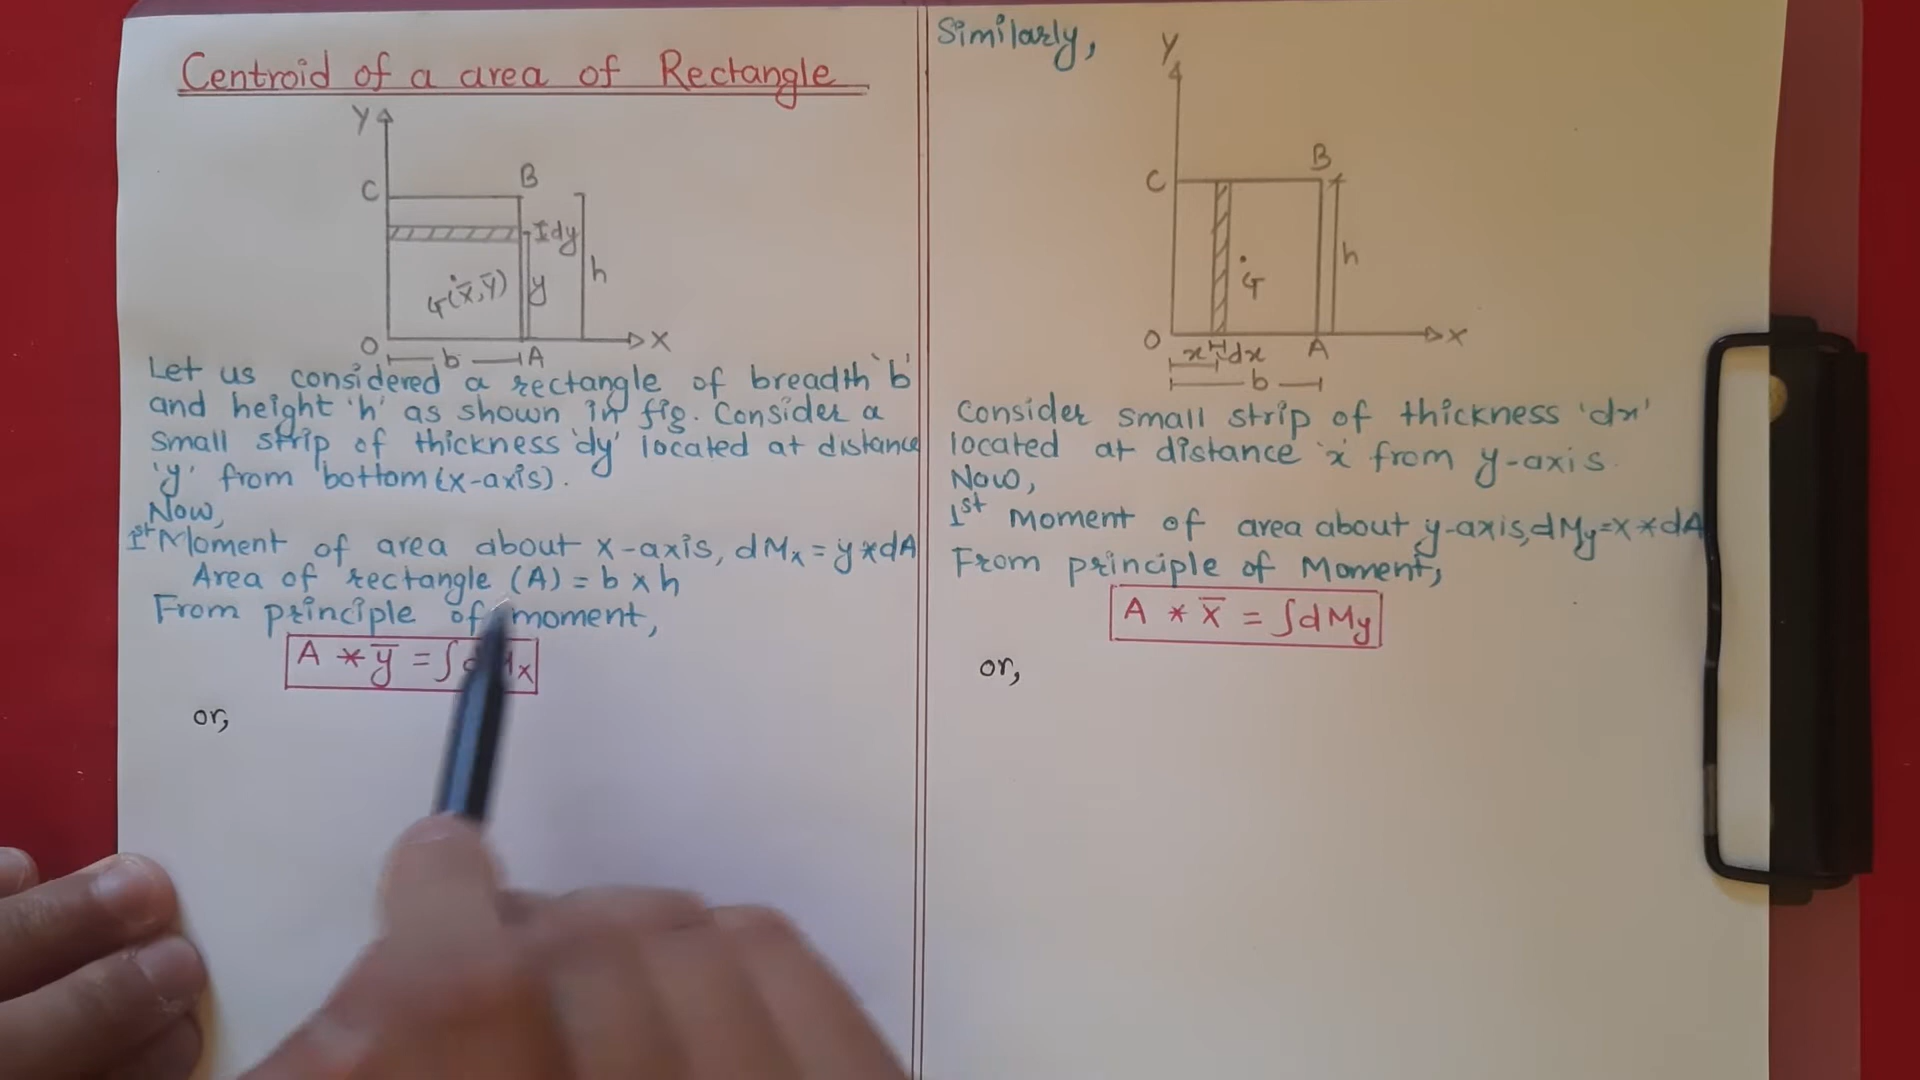 Centroid of a area of Rectangle
Y
C
B
dy
G(x̄,ȳ)
y
h
O
b
A
X
Let us considered a rectangle of breadth 'b'
and height 'h' as shown in fig. Consider a
small strip of thickness 'dy' located at distance
'y' from bottom (x-axis).
Now,
1st Moment of area about x-axis, dMx = y*dA
Area of rectangle (A) = b x h
From principle of moment,
A * ȳ = ∫dMx
or,
Similarly,
Y
C
B
h
G
O
x
dx
A
X
b
Consider small strip of thickness 'dx'
located at distance 'x' from y-axis.
Now,
1st Moment of area about y-axis, dMy=x*dA
From principle of Moment,
A * x̄ = ∫dMy
or,